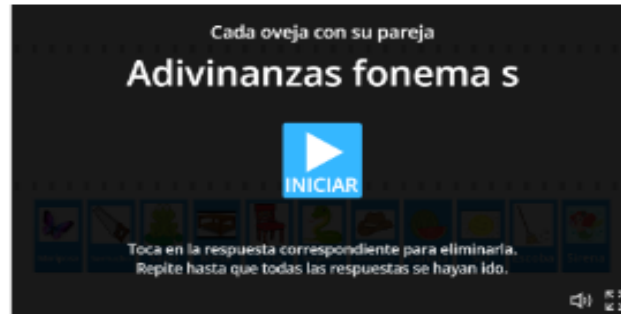 Cada oveja con su pareja
Adivinanzas fonema s
INICIAR
Toca en la respuesta correspondiente para eliminarla.
Repite hasta que todas las respuestas se hayan ido.